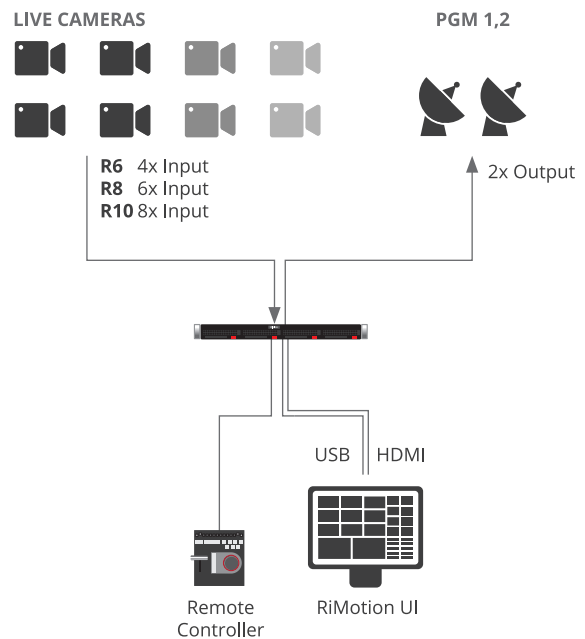 LIVE CAMERAS
PGM 1,2
R6 4x Input
R8 6x Input
R10 8x Input
2x Output
USB
HDMI
Remote
Controller
RiMotion UI